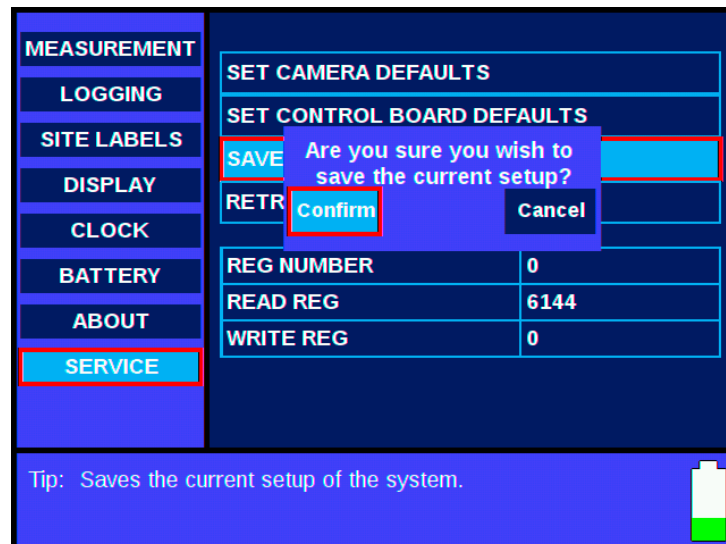 MEASUREMENT
LOGGING
SITE LABELS
DISPLAY
CLOCK
BATTERY
ABOUT
SERVICE
SET CAMERA DEFAULTS
SET CONTROL BOARD DEFAULTS
SAVE
RETR
Are you sure you wish to
save the current setup?
Confirm Cancel
REG NUMBER 0
READ REG 6144
WRITE REG 0
Tip: Saves the current setup of the system.